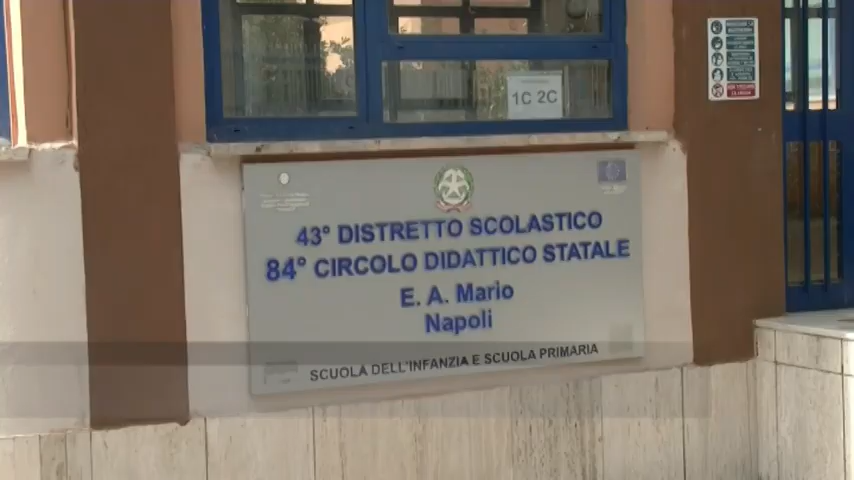 1C 2C
43° DISTRETTO SCOLASTICO
84° CIRCOLO DIDATTICO STATALE
E. A. Mario
Napoli
SCUOLA DELL'INFANZIA E SCUOLA PRIMARIA